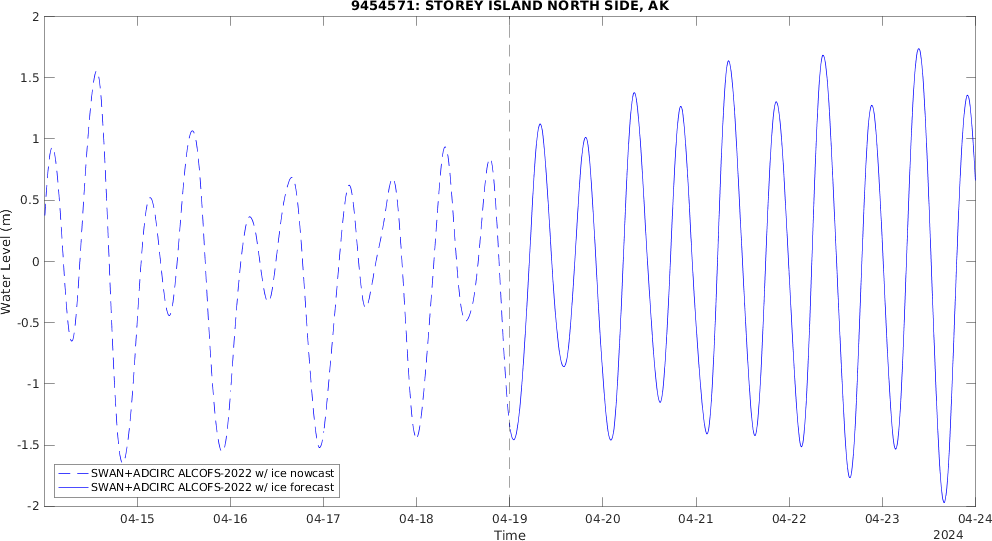 9454571: STOREY ISLAND NORTH SIDE, AK
Water Level (m)
2
1.5
1
0.5
0
-0.5
-1
-1.5
-2
SWAN+ADCIRC ALCOFS-2022 w/ ice nowcast
SWAN+ADCIRC ALCOFS-2022 w/ ice forecast
04-15 04-16 04-17 04-18 04-19 04-20 04-21 04-22 04-23 04-24
Time
2024